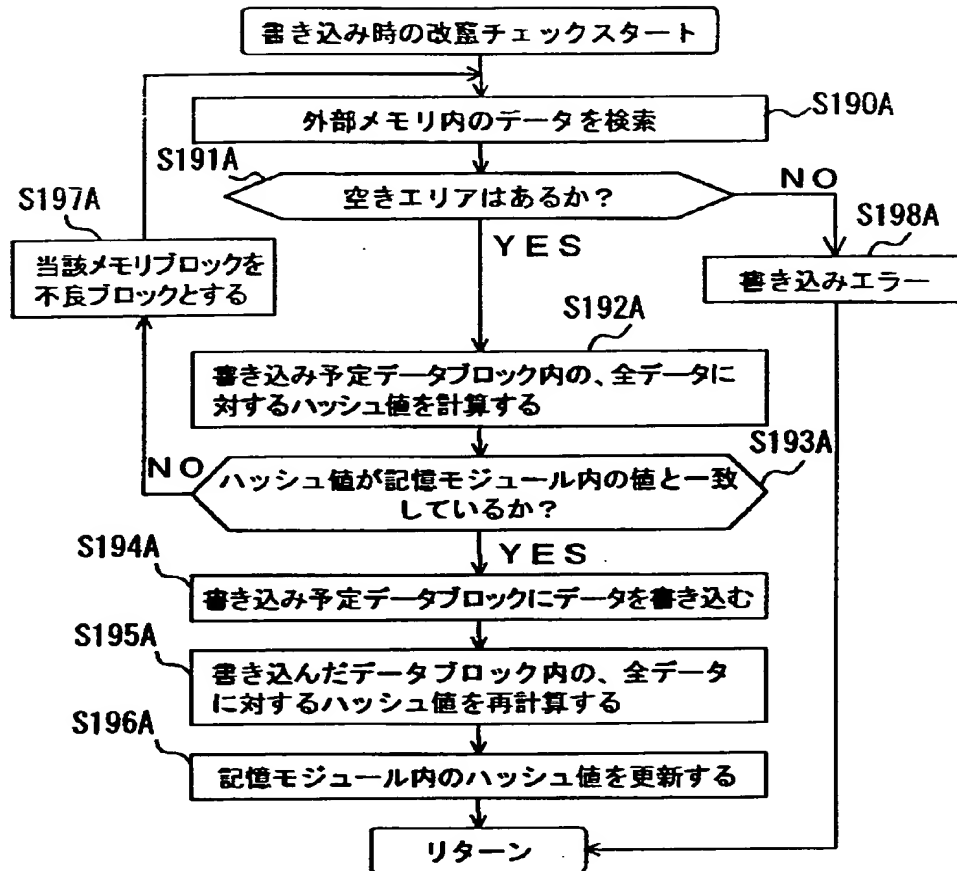 書き込み時の改竄チェックスタート
S190A
外部メモリ内のデータを検索
S191A
空きエリアはあるか?
NO
S197A
当該メモリブロックを
不良ブロックとする
YES
S198A
書き込みエラー
S192A
書き込み予定データブロック内の、全データに
対するハッシュ値を計算する
S193A
NO
ハッシュ値が記憶モジュール内の値と一致
しているか?
YES
S194A
書き込み予定データブロックにデータを書き込む
S195A
書き込んだデータブロック内の、全データ
に対するハッシュ値を再計算する
S196A
記憶モジュール内のハッシュ値を更新する
リターン